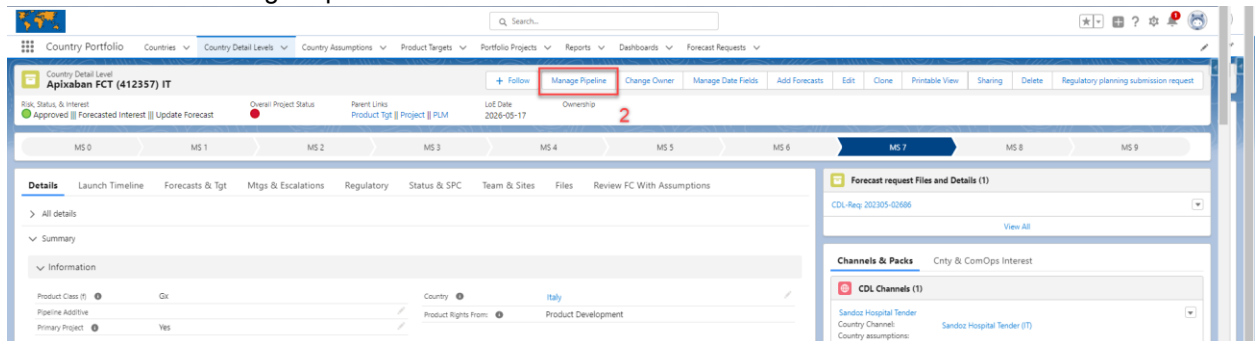 Search...
Country Portfolio Countries Country Detail Levels Country Assumptions Product Targets Portfolio Projects Reports Dashboards Forecast Requests
Country Detail Level
Apixaban FCT (412357) IT
+ Follow Manage Pipeline Change Owner Manage Date Fields Add Forecasts Edit Clone Printable View Sharing Delete Regulatory planning submission request
2
Risk, Status, & Interest Overall Project Status Parent Links LoE Date Ownership
Approved ||| Forecasted Interest ||| Update Forecast Product Tgt || Project || PLM 2026-05-17
MS 0 MS 1 MS 2 MS 3 MS 4 MS 5 MS 6 MS 7 MS 8 MS 9
Details Launch Timeline Forecasts & Tgt Mtgs & Escalations Regulatory Status & SPC Team & Sites Files Review FC With Assumptions
All details
Summary
Information
Product Class (f) Gx Country Italy
Pipeline Additive Product Rights From: Product Development
Primary Project Yes
Forecast request Files and Details (1)
CDL-Req: 202305-02686
View All
Channels & Packs Cnty & ComOps Interest
CDL Channels (1)
Sandoz Hospital Tender
Country Channel: Sandoz Hospital Tender (IT)
Country assumptions: